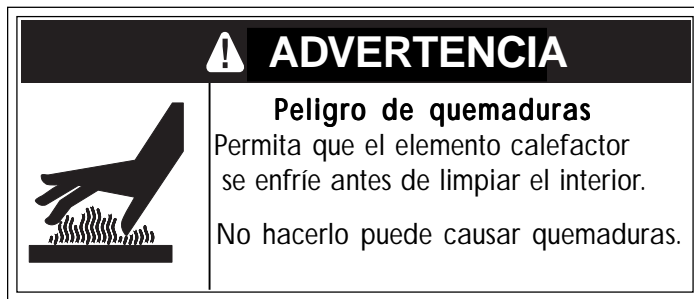 ADVERTENCIA
Peligro de quemaduras
Permita que el elemento calefactor
se enfríe antes de limpiar el interior.
No hacerlo puede causar quemaduras.